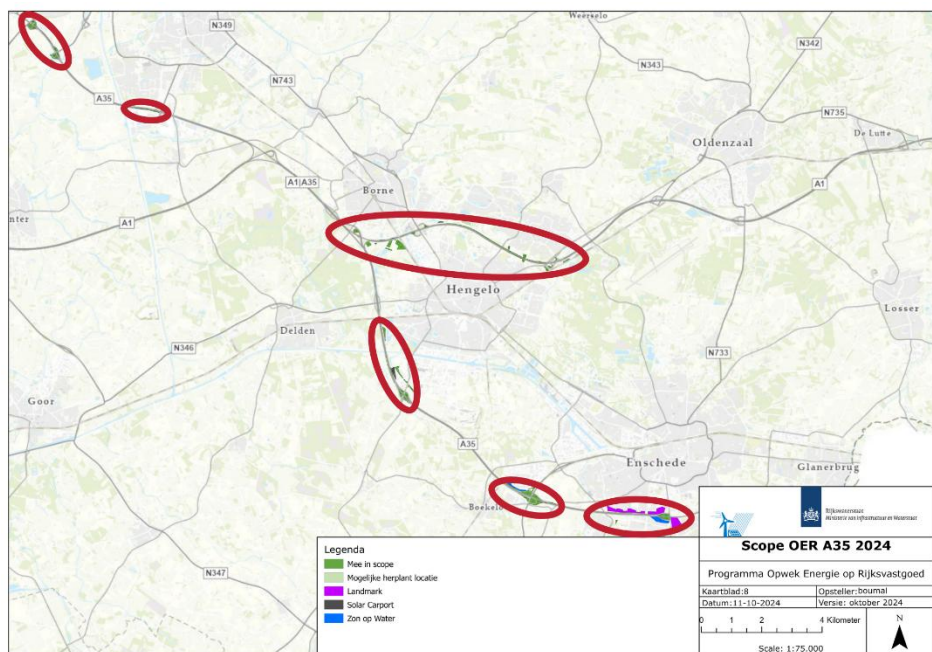 Weerselo
N349
N342
N343
N743
A35
N735
Oldenzaal
De Lutte
A1|A35
A1
Borne
nter
A1
Hengelo
Losser
Delden
N346
N733
Goor
A35
Enschede
Glanerbrug
Boekelo
N347
Legenda
Mee in scope
Mogelijke herplant locatie
Landmark
Solar Carport
Zon op Water
Rijkswaterstaat
Ministerie van Infrastructuur en Waterstaat
Scope OER A35 2024
Programma Opwek Energie op Rijksvastgoed
Kaartblad:8 Opsteller:boumal
Datum:11-10-2024 Versie: oktober 2024
0 1 2 4 Kilometer
N
Scale: 1:75.000